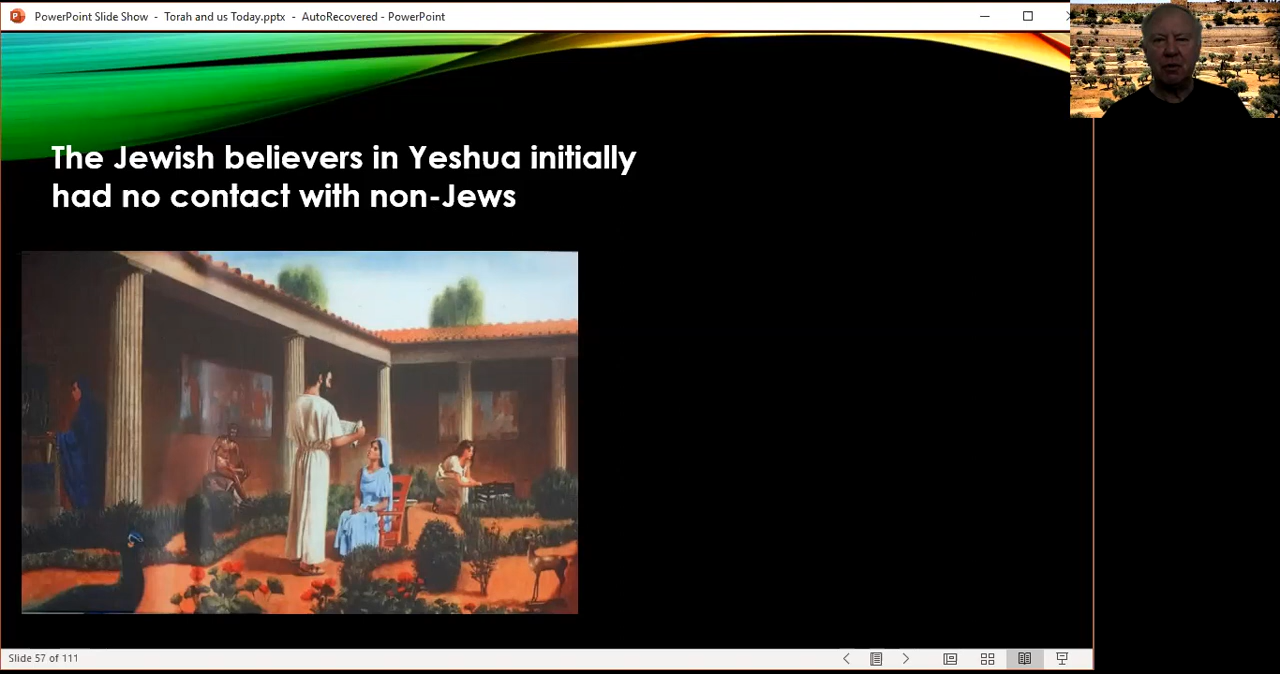 PowerPoint Slide Show - Torah and us Today.pptx - AutoRecovered - PowerPoint
The Jewish believers in Yeshua initially
had no contact with non-Jews
Slide 57 of 111